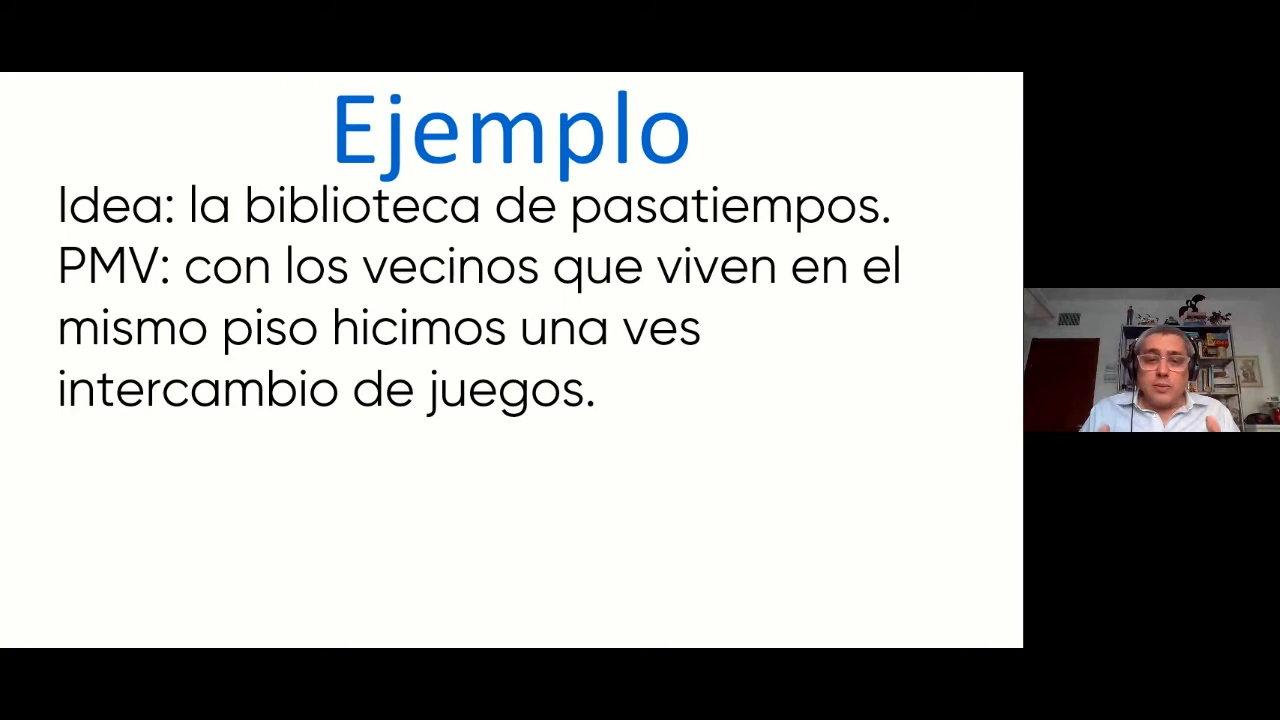 Ejemplo
Idea: la biblioteca de pasatiempos.
PMV: con los vecinos que viven en el
mismo piso hicimos una ves
intercambio de juegos.